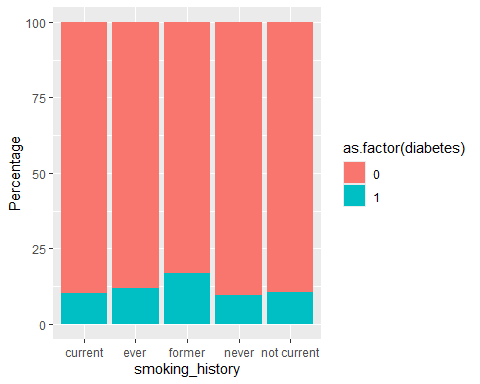 100
75
50
25
0
Percentage
current ever former never not current
smoking_history
as.factor(diabetes)
0
1